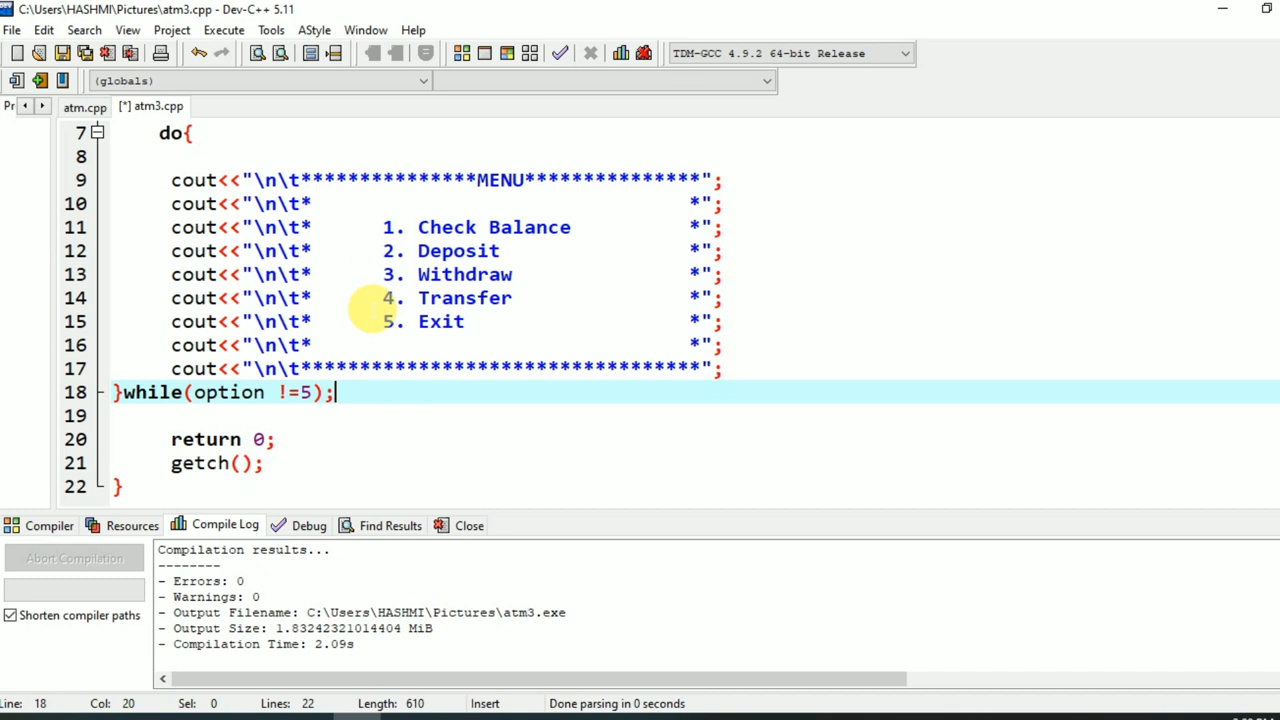 C:\Users\HASHMI\Pictures\atm3.cpp - Dev-C++ 5.11
File Edit Search View Project Execute Tools AStyle Window Help
TDM-GCC 4.9.2 64-bit Release
(globals)
Pr atm.cpp [*] atm3.cpp
7 do{
8
9 cout<<"\n\t***************MENU***************";
10 cout<<"\n\t*                                *";
11 cout<<"\n\t*      1. Check Balance          *";
12 cout<<"\n\t*      2. Deposit                *";
13 cout<<"\n\t*      3. Withdraw               *";
14 cout<<"\n\t*      4. Transfer               *";
15 cout<<"\n\t*      5. Exit                   *";
16 cout<<"\n\t*                                *";
17 cout<<"\n\t**********************************";
18 }while(option !=5);
19
20 return 0;
21 getch();
22 }
Compiler Resources Compile Log Debug Find Results Close
Abort Compilation
Shorten compiler paths
Compilation results...
--------
- Errors: 0
- Warnings: 0
- Output Filename: C:\Users\HASHMI\Pictures\atm3.exe
- Output Size: 1.83242321014404 MiB
- Compilation Time: 2.09s
Line: 18 Col: 20 Sel: 0 Lines: 22 Length: 610 Insert Done parsing in 0 seconds